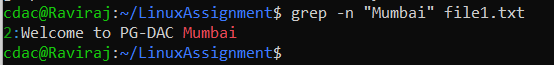 cdac@Raviraj:~/LinuxAssignment$ grep -n "Mumbai" file1.txt
2:Welcome to PG-DAC Mumbai
cdac@Raviraj:~/LinuxAssignment$